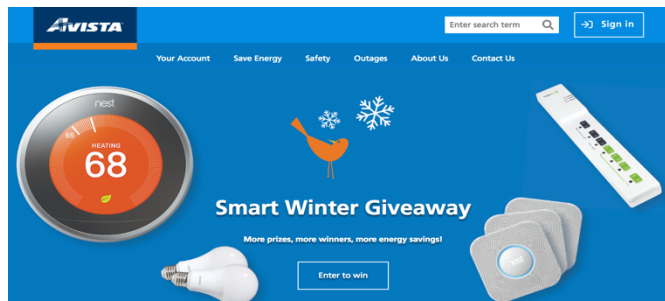 AVISTA
Enter search term
Sign in
Your Account Save Energy Safety Outages About Us Contact Us
nest
65
HEATING
68
Smart Winter Giveaway
More prizes, more winners, more energy savings!
Enter to win